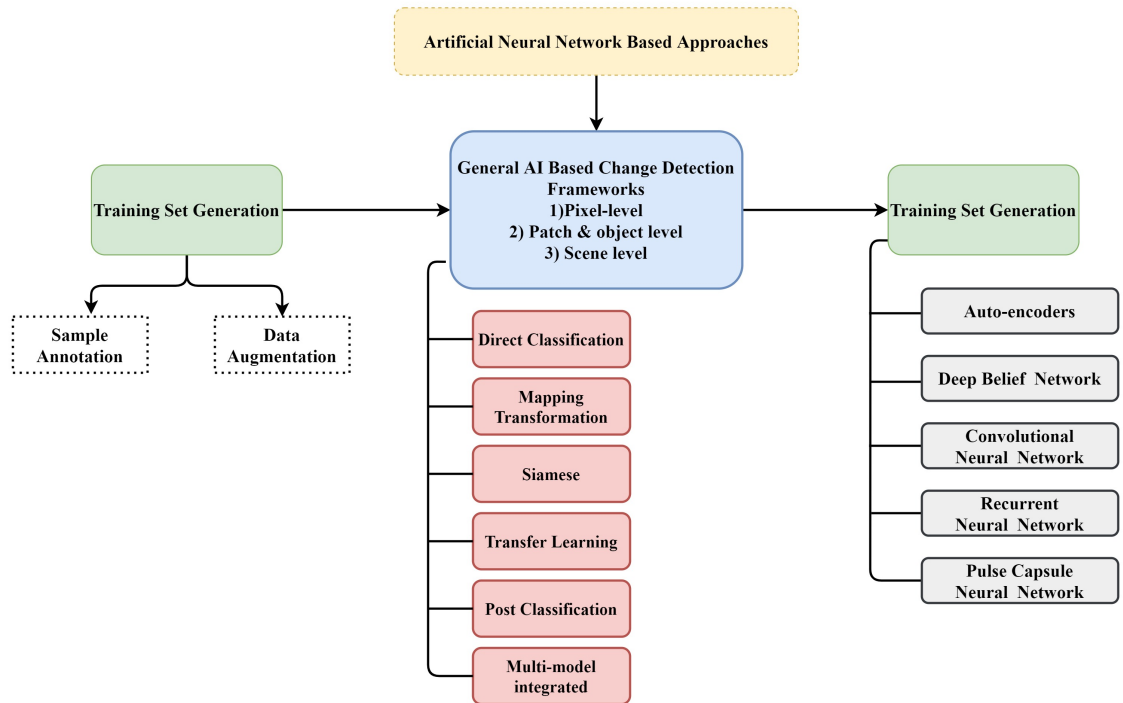 Artificial Neural Network Based Approaches
General AI Based Change Detection
Frameworks
1)Pixel-level
2) Patch & object level
3) Scene level
Training Set Generation
Training Set Generation
Sample
Annotation
Data
Augmentation
Direct Classification
Mapping
Transformation
Siamese
Transfer Learning
Post Classification
Multi-model
integrated
Auto-encoders
Deep Belief Network
Convolutional
Neural Network
Recurrent
Neural Network
Pulse Capsule
Neural Network